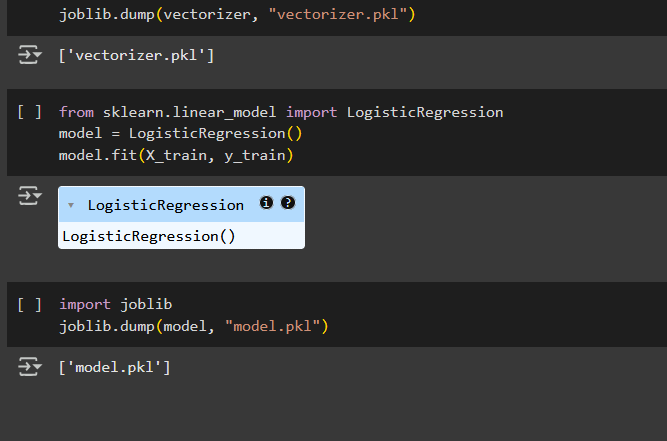 joblib.dump(vectorizer, "vectorizer.pkl")
['vectorizer.pkl']
[ ] from sklearn.linear_model import LogisticRegression
model = LogisticRegression()
model.fit(X_train, y_train)
▾ LogisticRegression i ?
LogisticRegression()
[ ] import joblib
joblib.dump(model, "model.pkl")
['model.pkl']